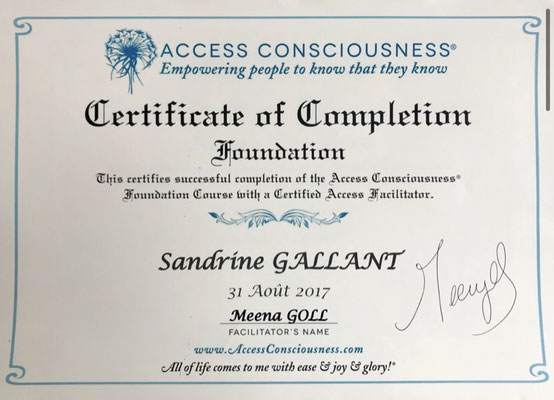 ACCESS CONSCIOUSNESS®
Empowering people to know that they know
Certificate of Completion
Foundation
This certifies successful completion of the Access Consciousness®
Foundation Course with a Certified Access Facilitator.
Sandrine GALLANT
31 Août 2017
Meena GOLL
FACILITATOR'S NAME
www.AccessConsciousness.com
All of life comes to me with ease & joy & glory!®